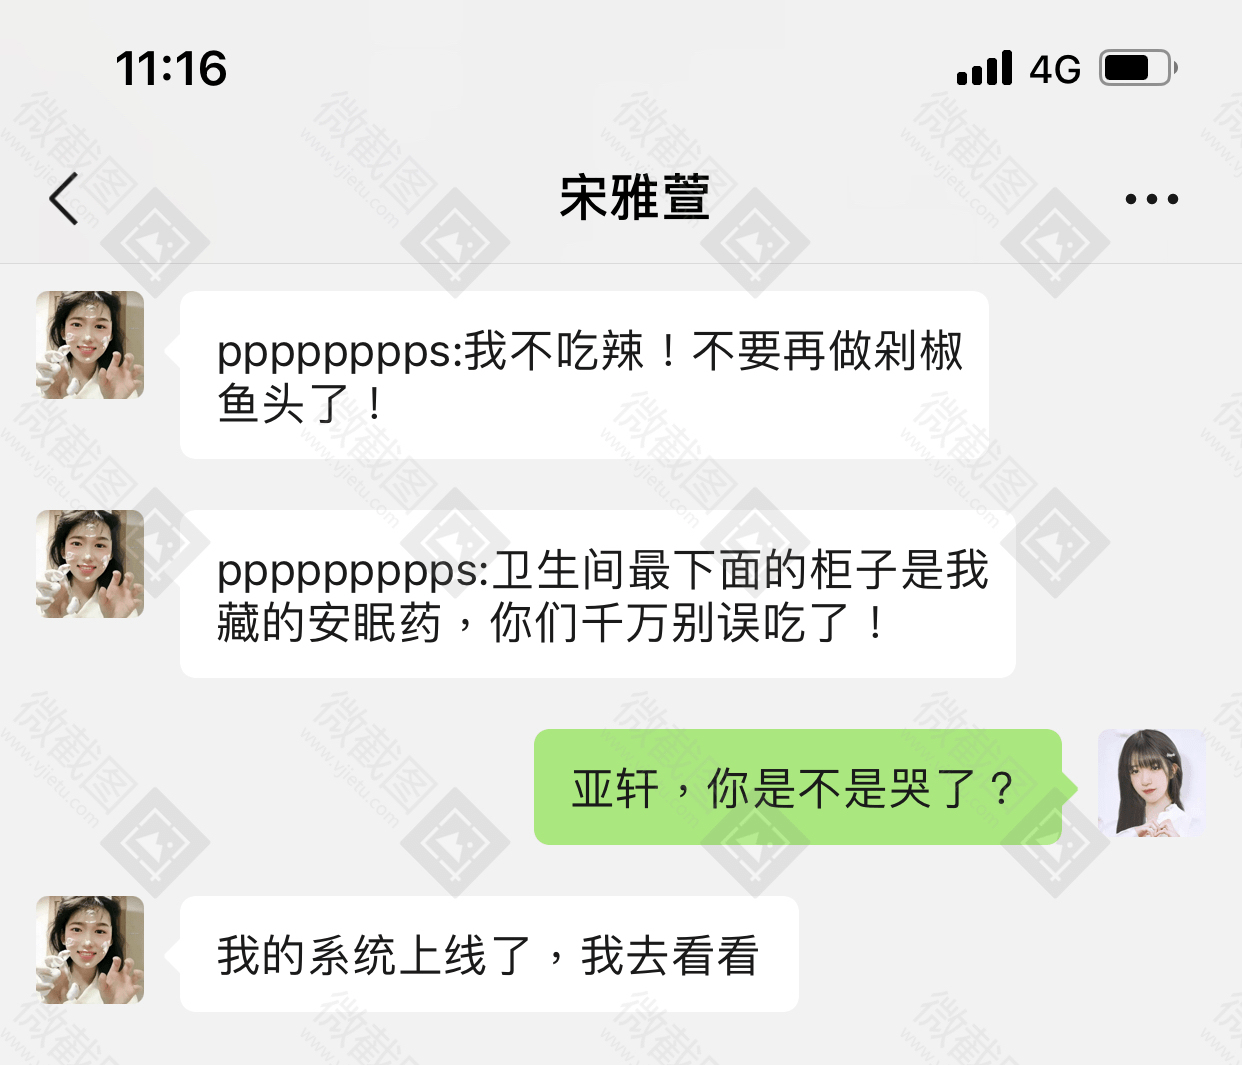 11:16
4G
宋雅萱
ppppppppps:我不吃辣！不要再做剁椒
鱼头了！
ppppppppppps:卫生间最下面的柜子是我
藏的安眠药，你们千万别误吃了！
亚轩，你是不是哭了？
我的系统上线了，我去看看
微截图
www.vjietu.com